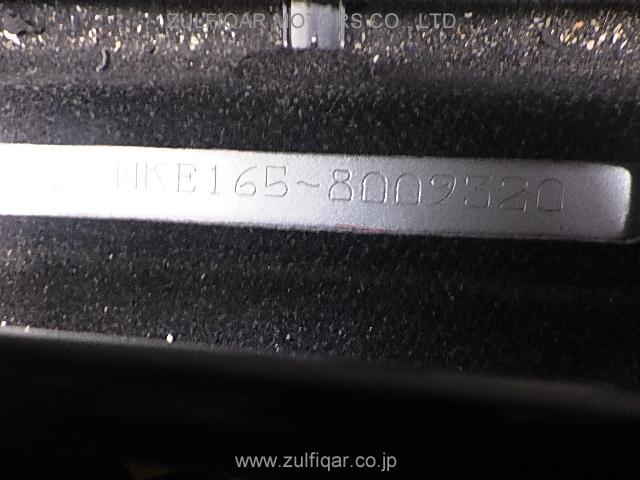 ZULFIQAR MOTORS CO., LTD
NKE165-8009320
www.zulfiqar.co.jp